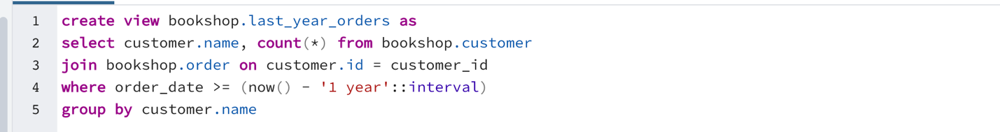 1 create view bookshop.last_year_orders as
2 select customer.name, count(*) from bookshop.customer
3 join bookshop.order on customer.id = customer_id
4 where order_date >= (now() - '1 year'::interval)
5 group by customer.name